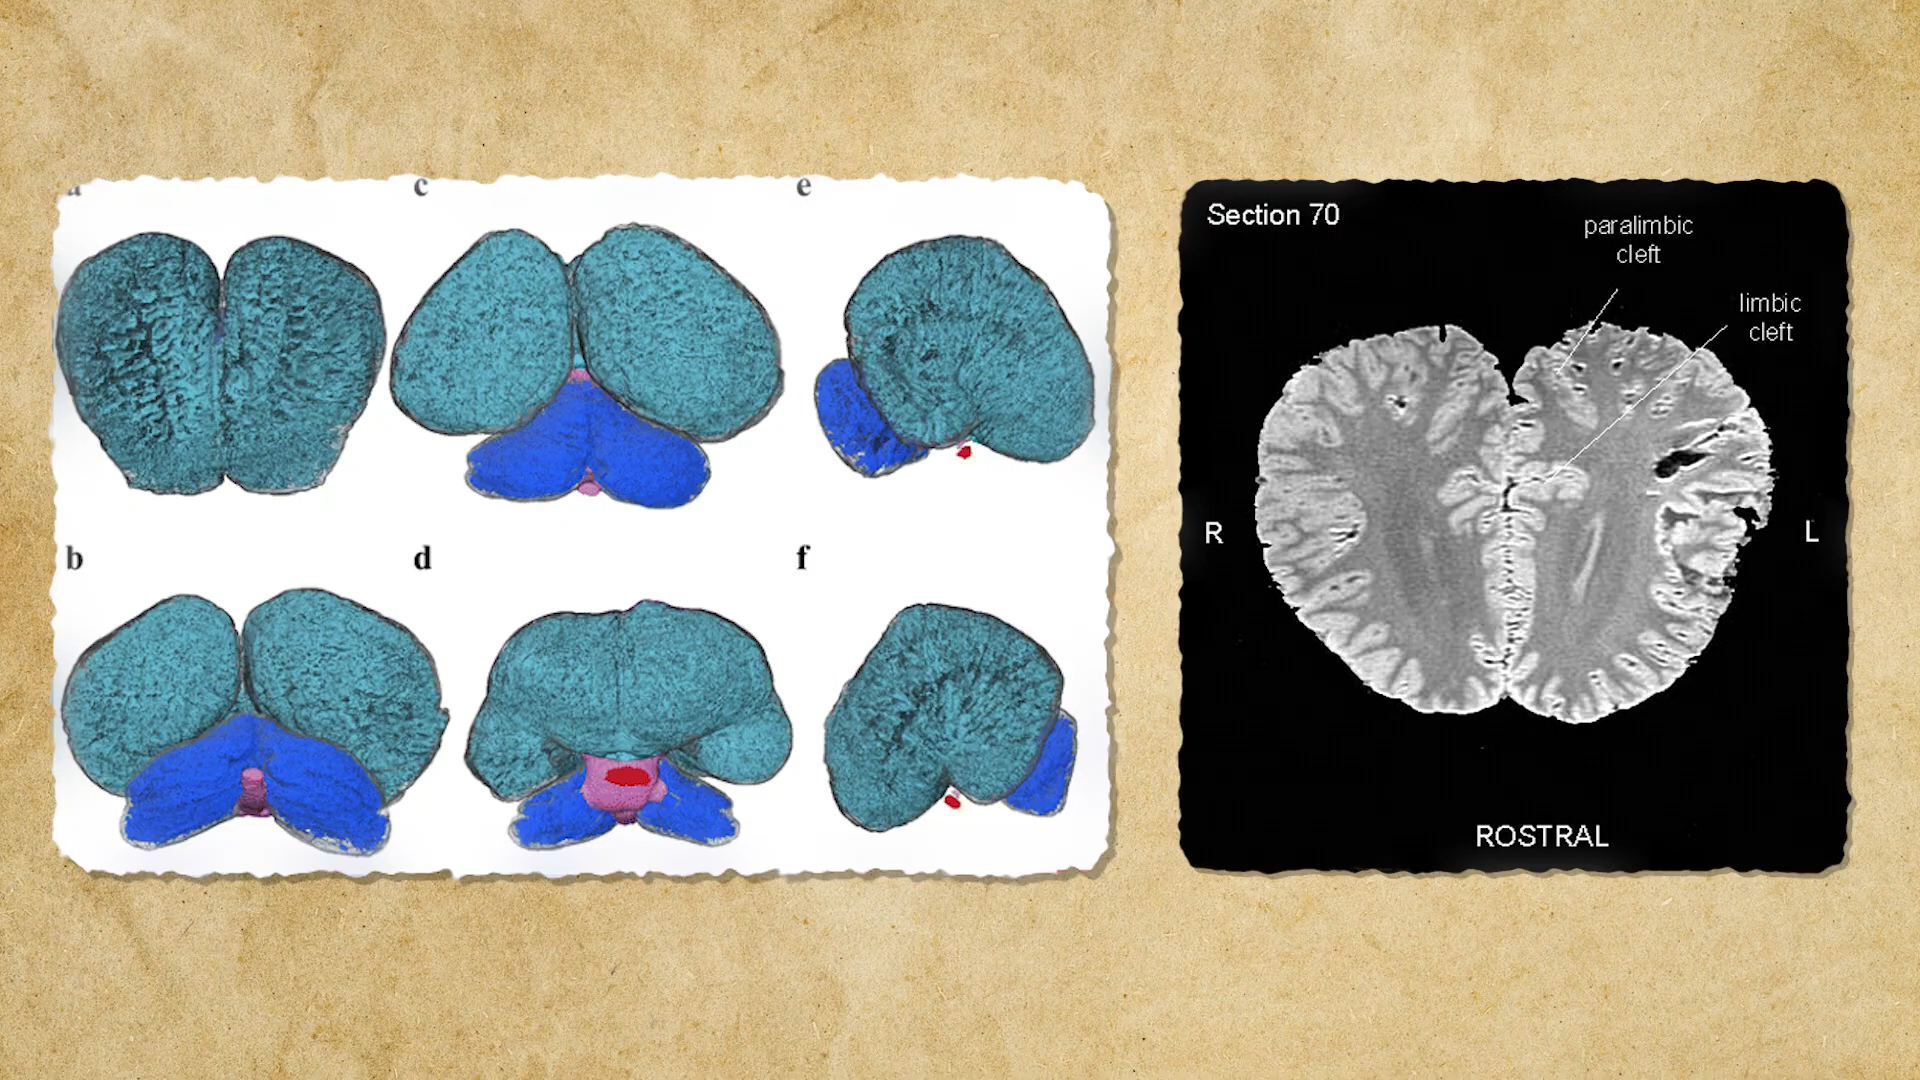 c
e
b
d
f
Section 70
paralimbic
cleft
limbic
cleft
R
L
ROSTRAL